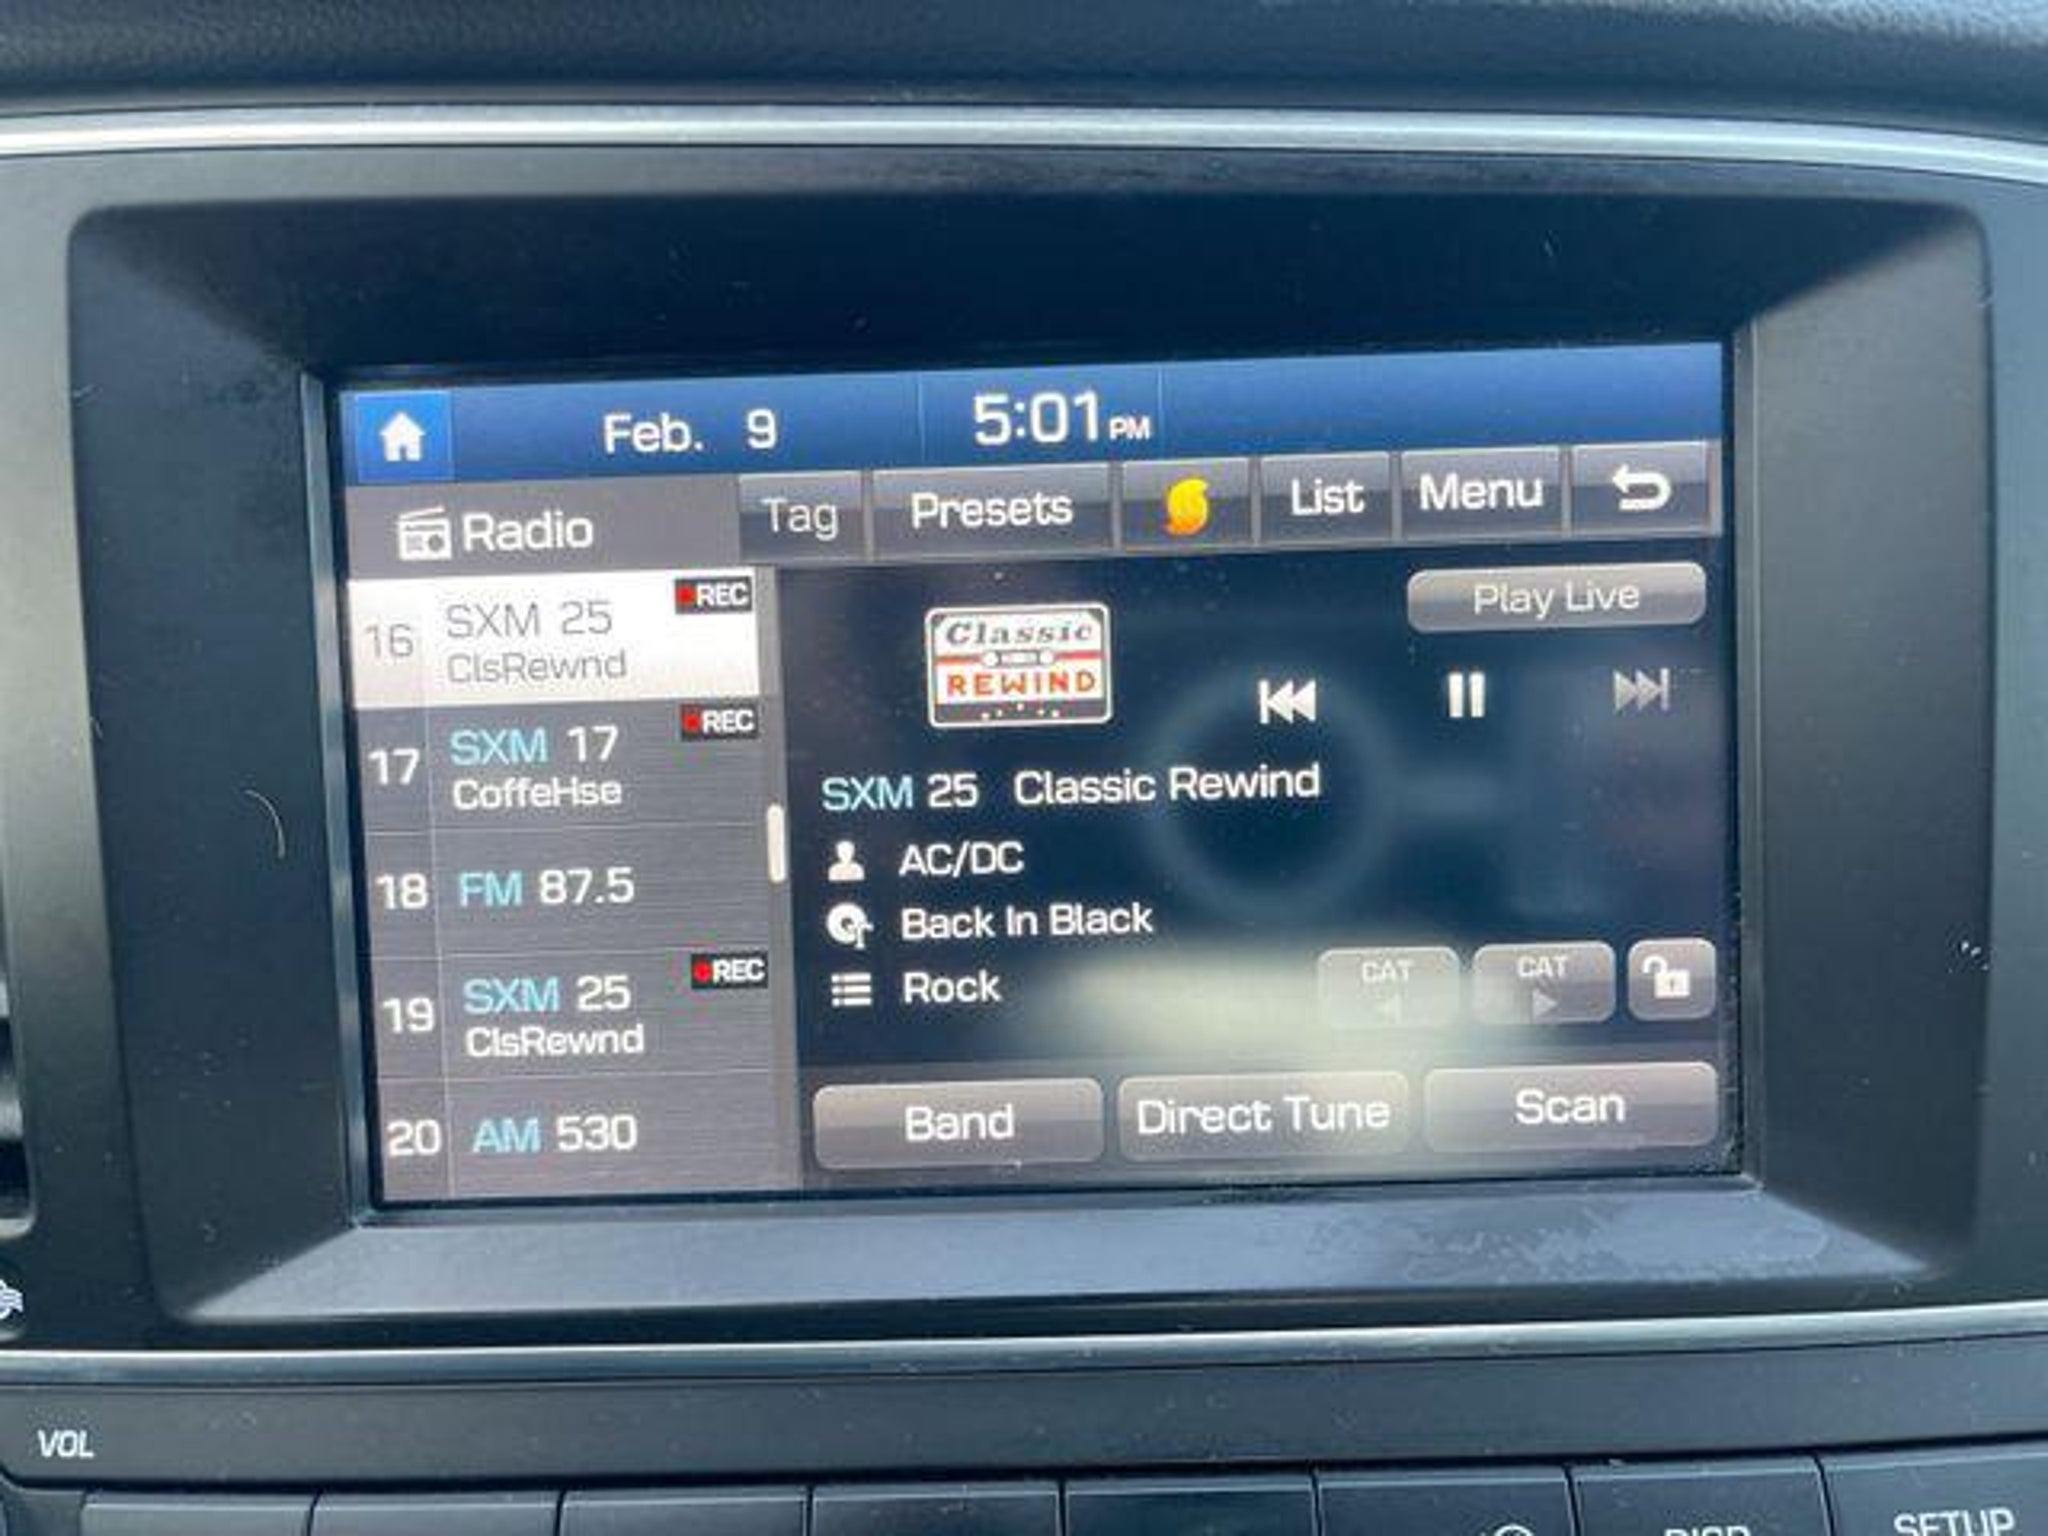 Feb. 9 5:01 PM
Radio Tag Presets List Menu
16 SXM 25 REC
ClsRewnd
17 SXM 17 REC
CoffeHse
18 FM 87.5
19 SXM 25 REC
ClsRewnd
20 AM 530
Classic
REWIND
Play Live
SXM 25 Classic Rewind
AC/DC
Back In Black
Rock
CAT CAT
Band Direct Tune Scan
VOL
DISP SETUP